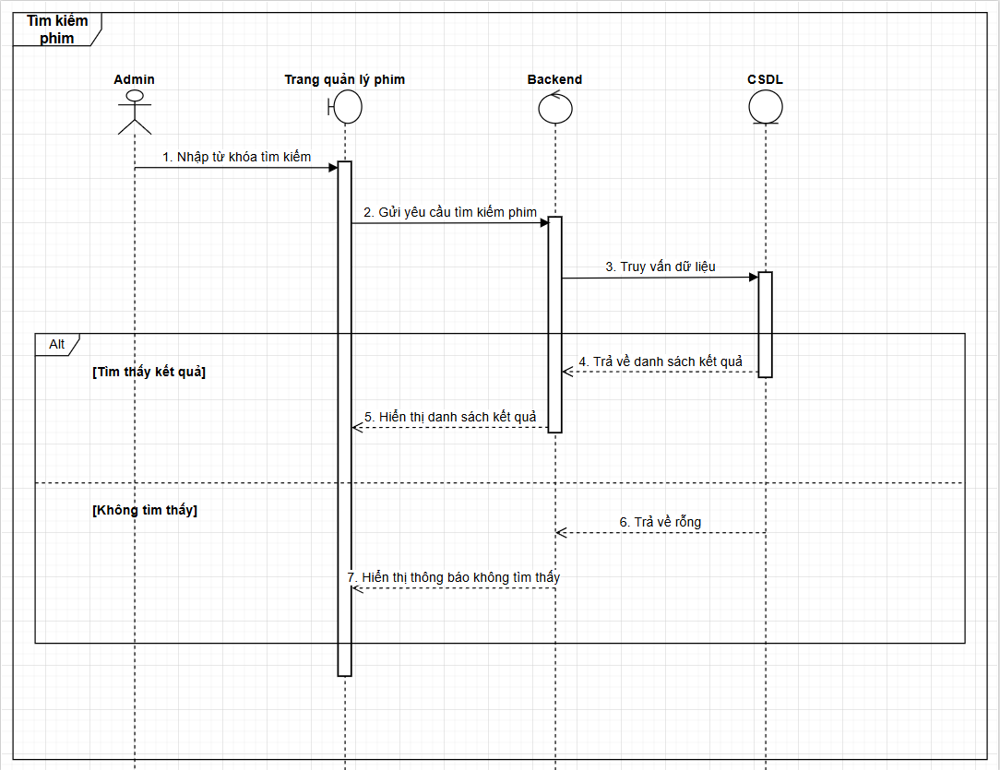 Tìm kiếm
phim
Admin
Trang quản lý phim
Backend
CSDL
1. Nhập từ khóa tìm kiếm
2. Gửi yêu cầu tìm kiếm phim
3. Truy vấn dữ liệu
Alt
[Tìm thấy kết quả]
4. Trả về danh sách kết quả
5. Hiển thị danh sách kết quả
[Không tìm thấy]
6. Trả về rỗng
7. Hiển thị thông báo không tìm thấy